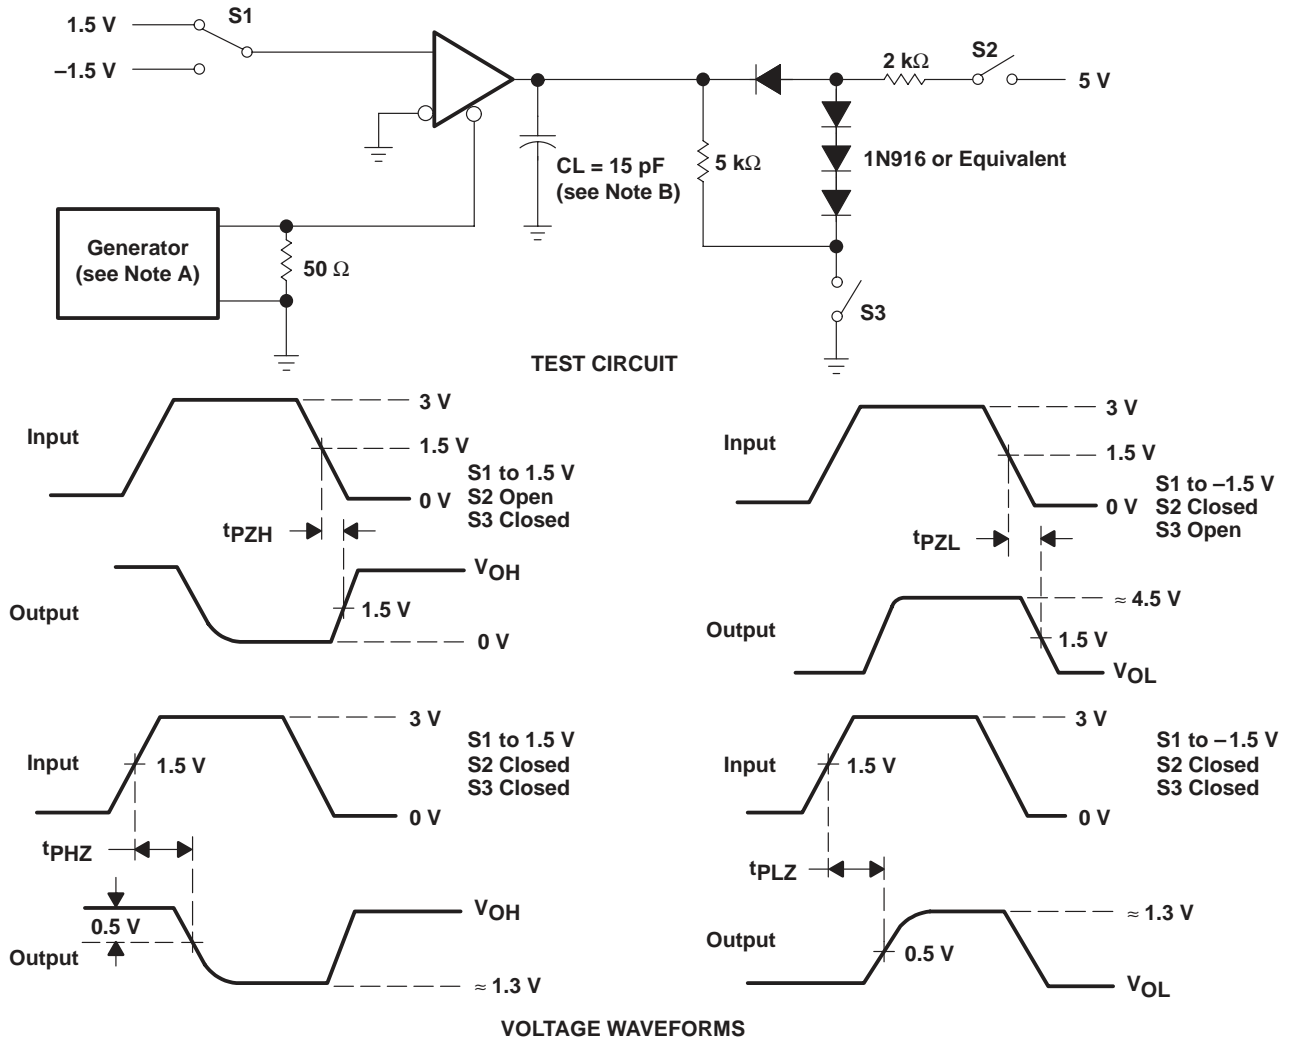 1.5 V
S1
–1.5 V
S2
2 kΩ
5 V
CL = 15 pF
(see Note B)
5 kΩ
1N916 or Equivalent
Generator
(see Note A)
50 Ω
S3
TEST CIRCUIT
Input
3 V
1.5 V
0 V
S1 to 1.5 V
S2 Open
S3 Closed
tPZH
Output
VOH
1.5 V
0 V
Input
3 V
1.5 V
0 V
S1 to –1.5 V
S2 Closed
S3 Open
tPZL
Output
≈ 4.5 V
1.5 V
VOL
Input
3 V
1.5 V
0 V
S1 to 1.5 V
S2 Closed
S3 Closed
tPHZ
0.5 V
Output
VOH
≈ 1.3 V
Input
3 V
1.5 V
0 V
S1 to –1.5 V
S2 Closed
S3 Closed
tPLZ
Output
≈ 1.3 V
0.5 V
VOL
VOLTAGE WAVEFORMS